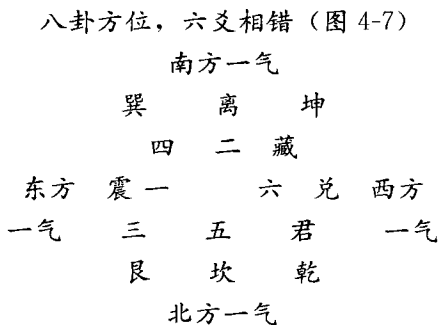 八卦方位，六爻相错（图 4-7）
南方一气
巽 离 坤
四 二 藏
东方 震 一 六 兑 西方
一气 三 五 君 一气
艮 坎 乾
北方一气